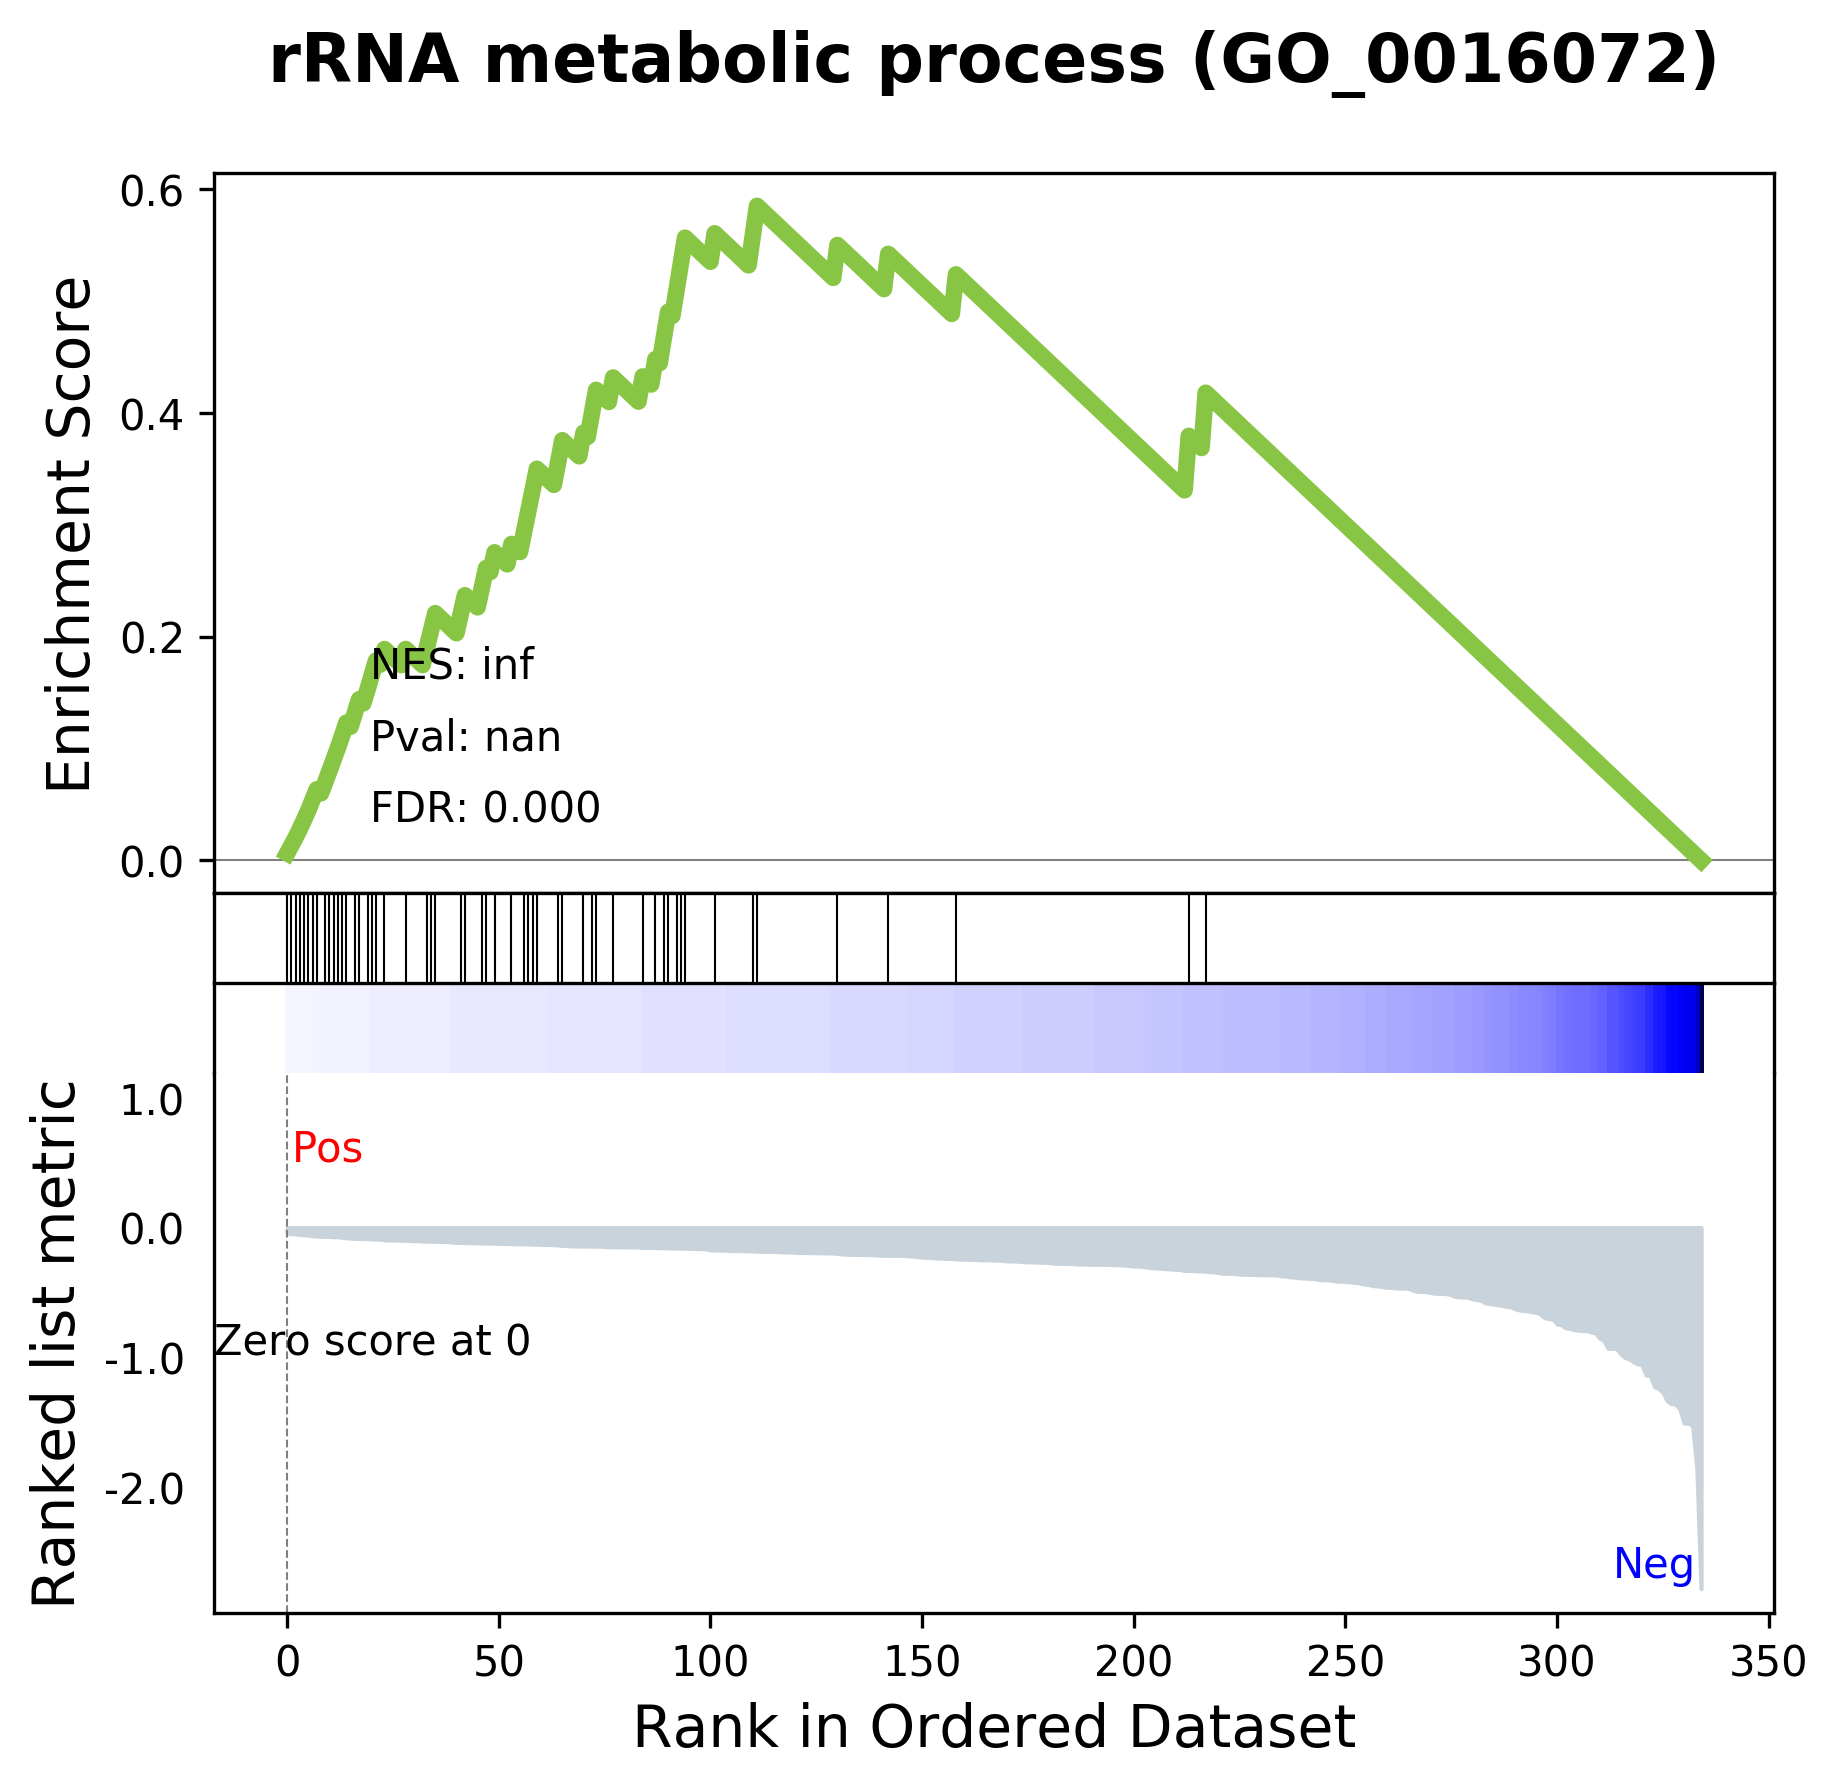 rRNA metabolic process (GO_0016072)
Enrichment Score
0.6
0.4
0.2
0.0
NES: inf
Pval: nan
FDR: 0.000
Ranked list metric
1.0
0.0
-1.0
-2.0
Pos
Zero score at 0
Neg
0 50 100 150 200 250 300 350
Rank in Ordered Dataset